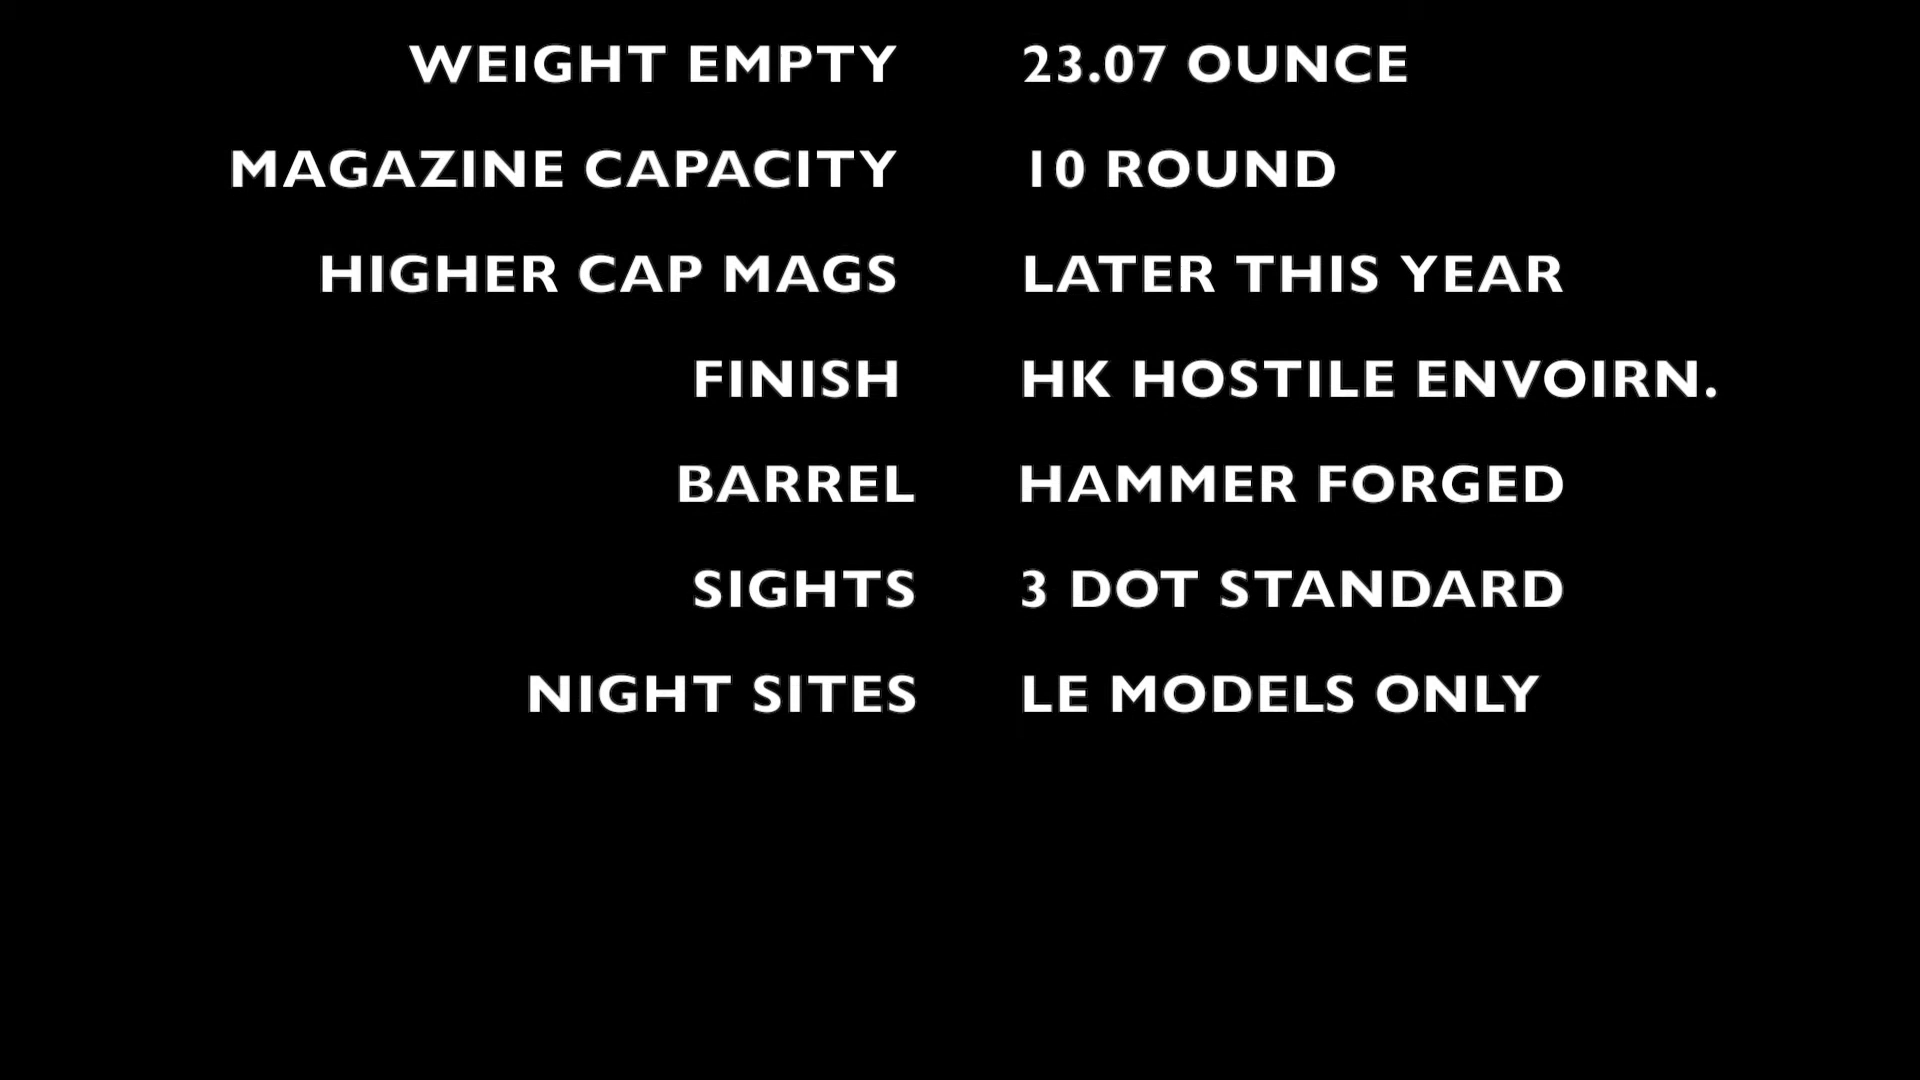 WEIGHT EMPTY 23.07 OUNCE
MAGAZINE CAPACITY 10 ROUND
HIGHER CAP MAGS LATER THIS YEAR
FINISH HK HOSTILE ENVOIRN.
BARREL HAMMER FORGED
SIGHTS 3 DOT STANDARD
NIGHT SITES LE MODELS ONLY